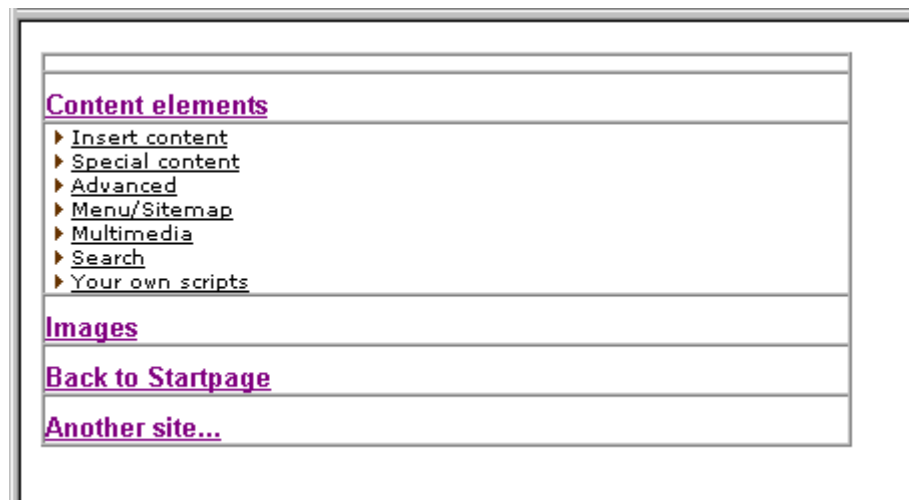 Content elements
Insert content
Special content
Advanced
Menu/Sitemap
Multimedia
Search
Your own scripts
Images
Back to Startpage
Another site...